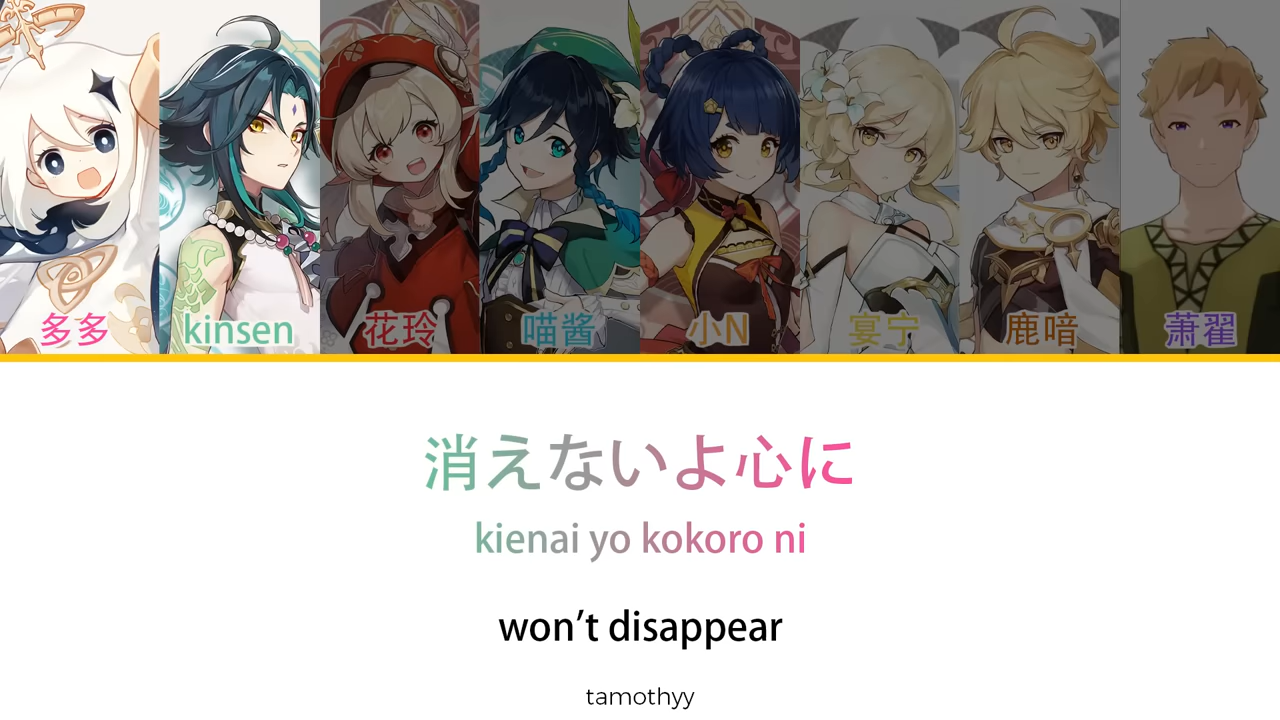 多多 kinsen 花玲 喵酱 小N 宴宁 鹿喑 萧翟
消えないよ心に
kienai yo kokoro ni
won't disappear
tamothyy